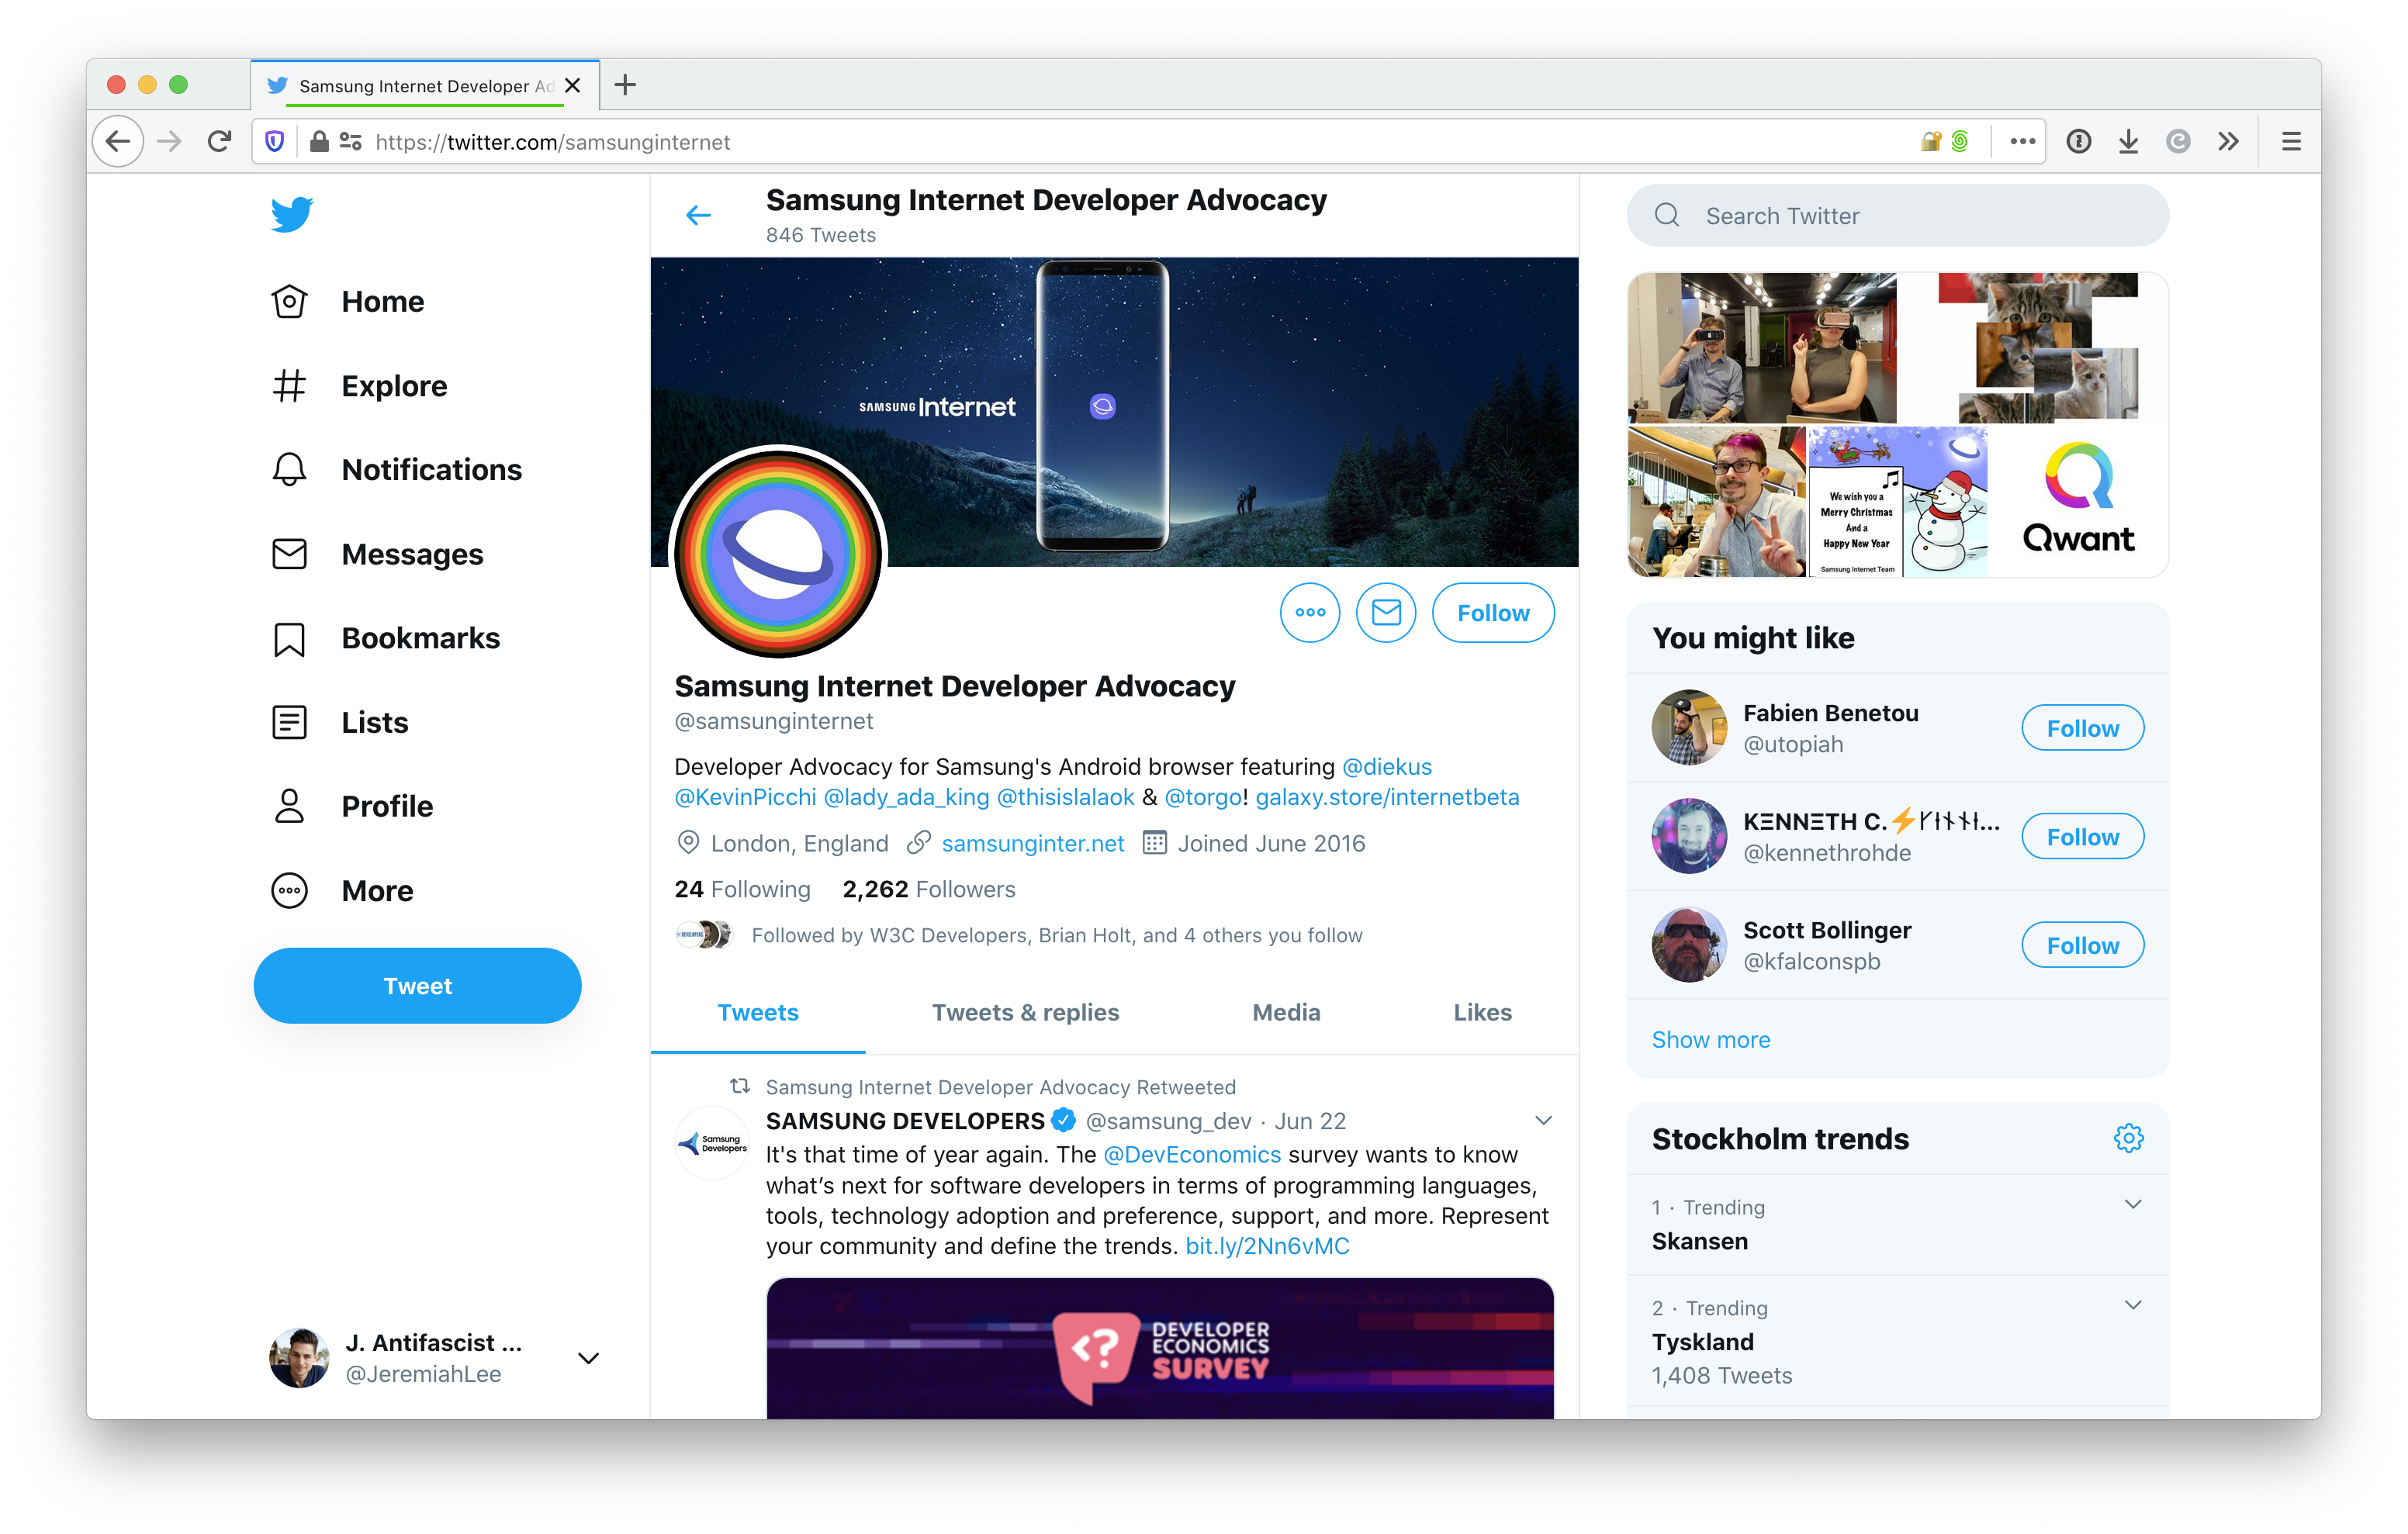 Samsung Internet Developer Ad
https://twitter.com/samsunginternet
Home
Explore
Notifications
Messages
Bookmarks
Lists
Profile
More
Tweet
J. Antifascist ...
@JeremiahLee
Samsung Internet Developer Advocacy
846 Tweets
SAMSUNG Internet
Follow
Samsung Internet Developer Advocacy
@samsunginternet
Developer Advocacy for Samsung's Android browser featuring @diekus
@KevinPicchi @lady_ada_king @thisislalaok & @torgo! galaxy.store/internetbeta
London, England samsunginter.net Joined June 2016
24 Following 2,262 Followers
Followed by W3C Developers, Brian Holt, and 4 others you follow
Tweets Tweets & replies Media Likes
Samsung Internet Developer Advocacy Retweeted
Samsung
Developers
SAMSUNG DEVELOPERS @samsung_dev · Jun 22
It's that time of year again. The @DevEconomics survey wants to know
what’s next for software developers in terms of programming languages,
tools, technology adoption and preference, support, and more. Represent
your community and define the trends. bit.ly/2Nn6vMC
<?
DEVELOPER
ECONOMICS
SURVEY
Search Twitter
We wish you a
Merry Christmas
And a
Happy New Year
Samsung Internet Team
Qwant
You might like
Fabien Benetou
@utopiah
Follow
KΞNNΞTH C.⚡ᚴᛂᚾᚾᛂ...
@kennethrohde
Follow
Scott Bollinger
@kfalconspb
Follow
Show more
Stockholm trends
1 · Trending
Skansen
2 · Trending
Tyskland
1,408 Tweets